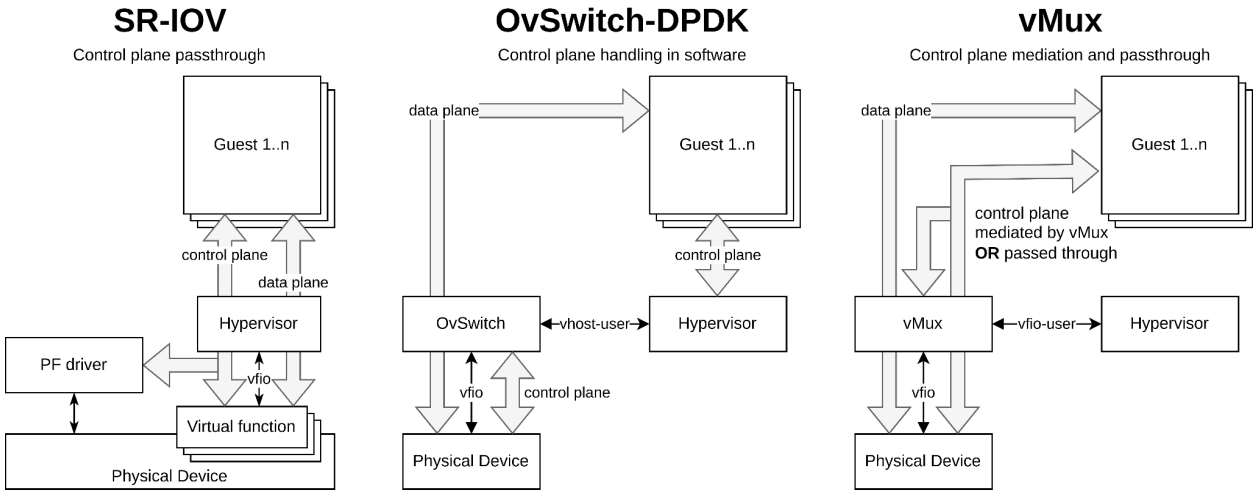 SR-IOV
Control plane passthrough
Guest 1..n
control plane
data plane
Hypervisor
PF driver
vfio
Virtual function
Physical Device
OvSwitch-DPDK
Control plane handling in software
data plane
Guest 1..n
control plane
OvSwitch
vhost-user
Hypervisor
vfio
control plane
Physical Device
vMux
Control plane mediation and passthrough
data plane
Guest 1..n
control plane
mediated by vMux
OR passed through
vMux
vfio-user
Hypervisor
vfio
Physical Device